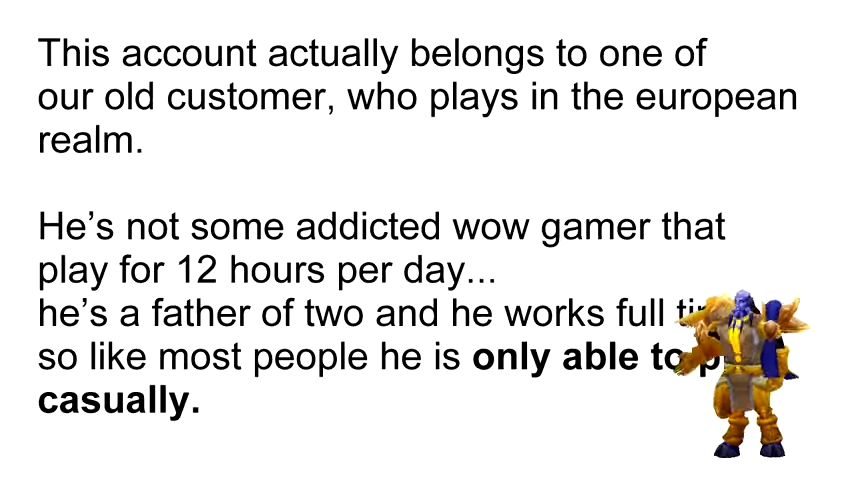 This account actually belongs to one of
our old customer, who plays in the european
realm.
He’s not some addicted wow gamer that
play for 12 hours per day...
he’s a father of two and he works full
so like most people he is only able to
casually.